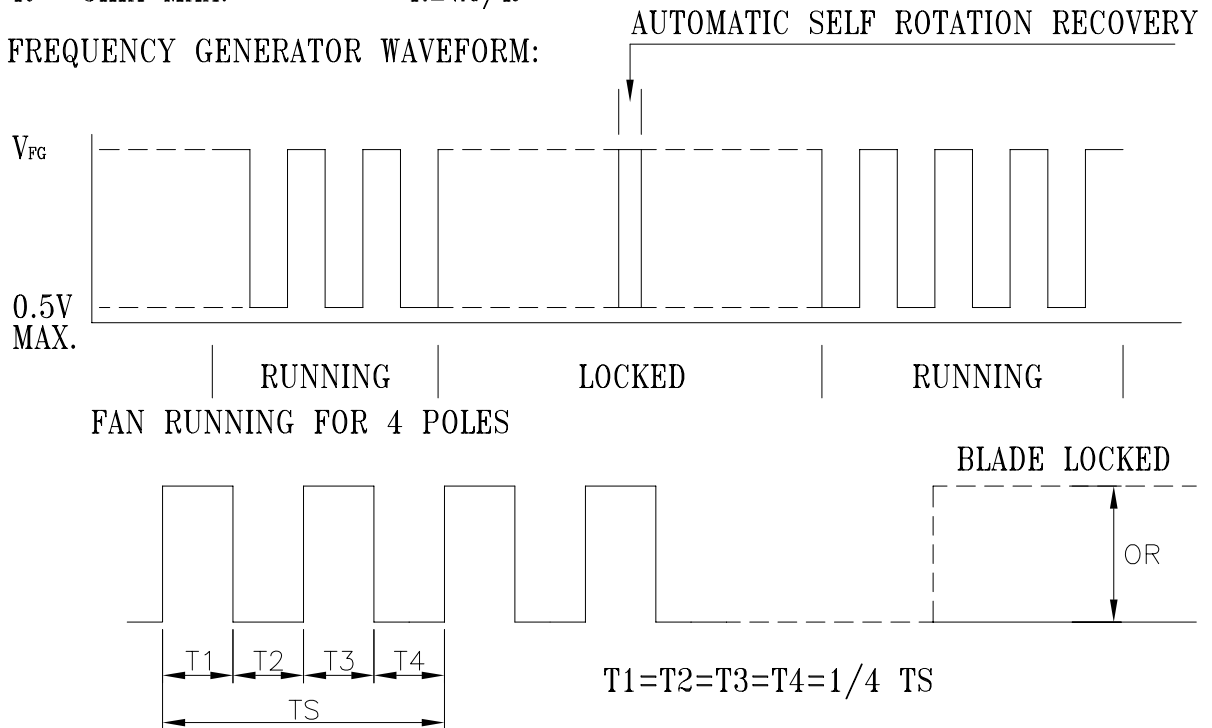 FREQUENCY GENERATOR WAVEFORM:
AUTOMATIC SELF ROTATION RECOVERY
VFG
0.5V
MAX.
RUNNING
LOCKED
RUNNING
FAN RUNNING FOR 4 POLES
BLADE LOCKED
OR
T1
T2
T3
T4
TS
T1=T2=T3=T4=1/4 TS